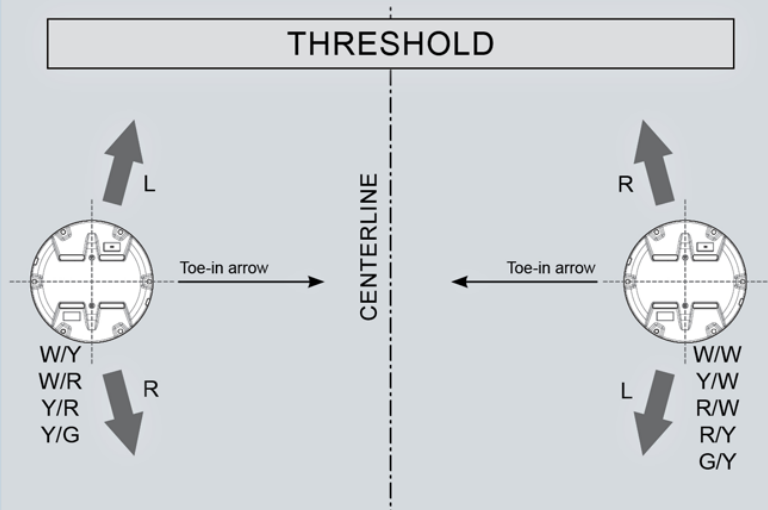 THRESHOLD
L
R
CENTERLINE
Toe-in arrow
Toe-in arrow
W/Y
W/R
Y/R
Y/G
R
L
W/W
Y/W
R/W
R/Y
G/Y